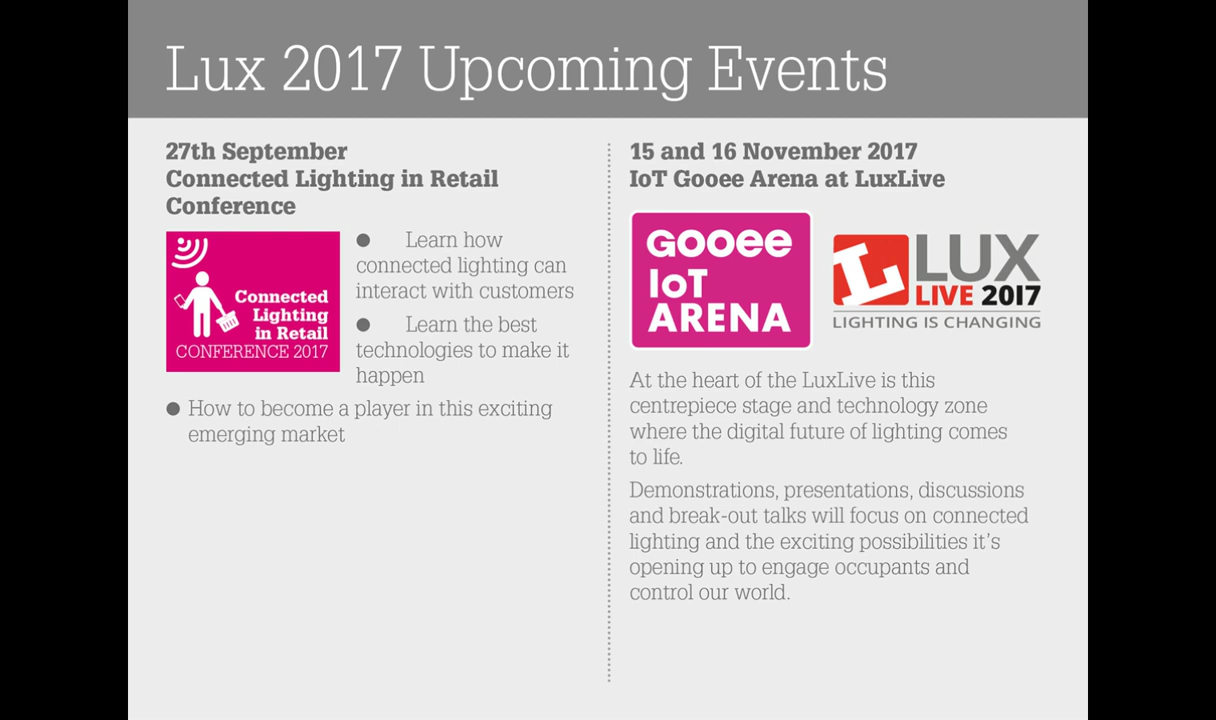 Lux 2017 Upcoming Events
27th September
Connected Lighting in Retail
Conference
Connected
Lighting
in Retail
CONFERENCE 2017
● Learn how
connected lighting can
interact with customers
● Learn the best
technologies to make it
happen
● How to become a player in this exciting
emerging market
15 and 16 November 2017
IoT Gooee Arena at LuxLive
GOOee
IoT
ARENA
L LUX
LIVE 2017
LIGHTING IS CHANGING
At the heart of the LuxLive is this
centrepiece stage and technology zone
where the digital future of lighting comes
to life.
Demonstrations, presentations, discussions
and break-out talks will focus on connected
lighting and the exciting possibilities it's
opening up to engage occupants and
control our world.